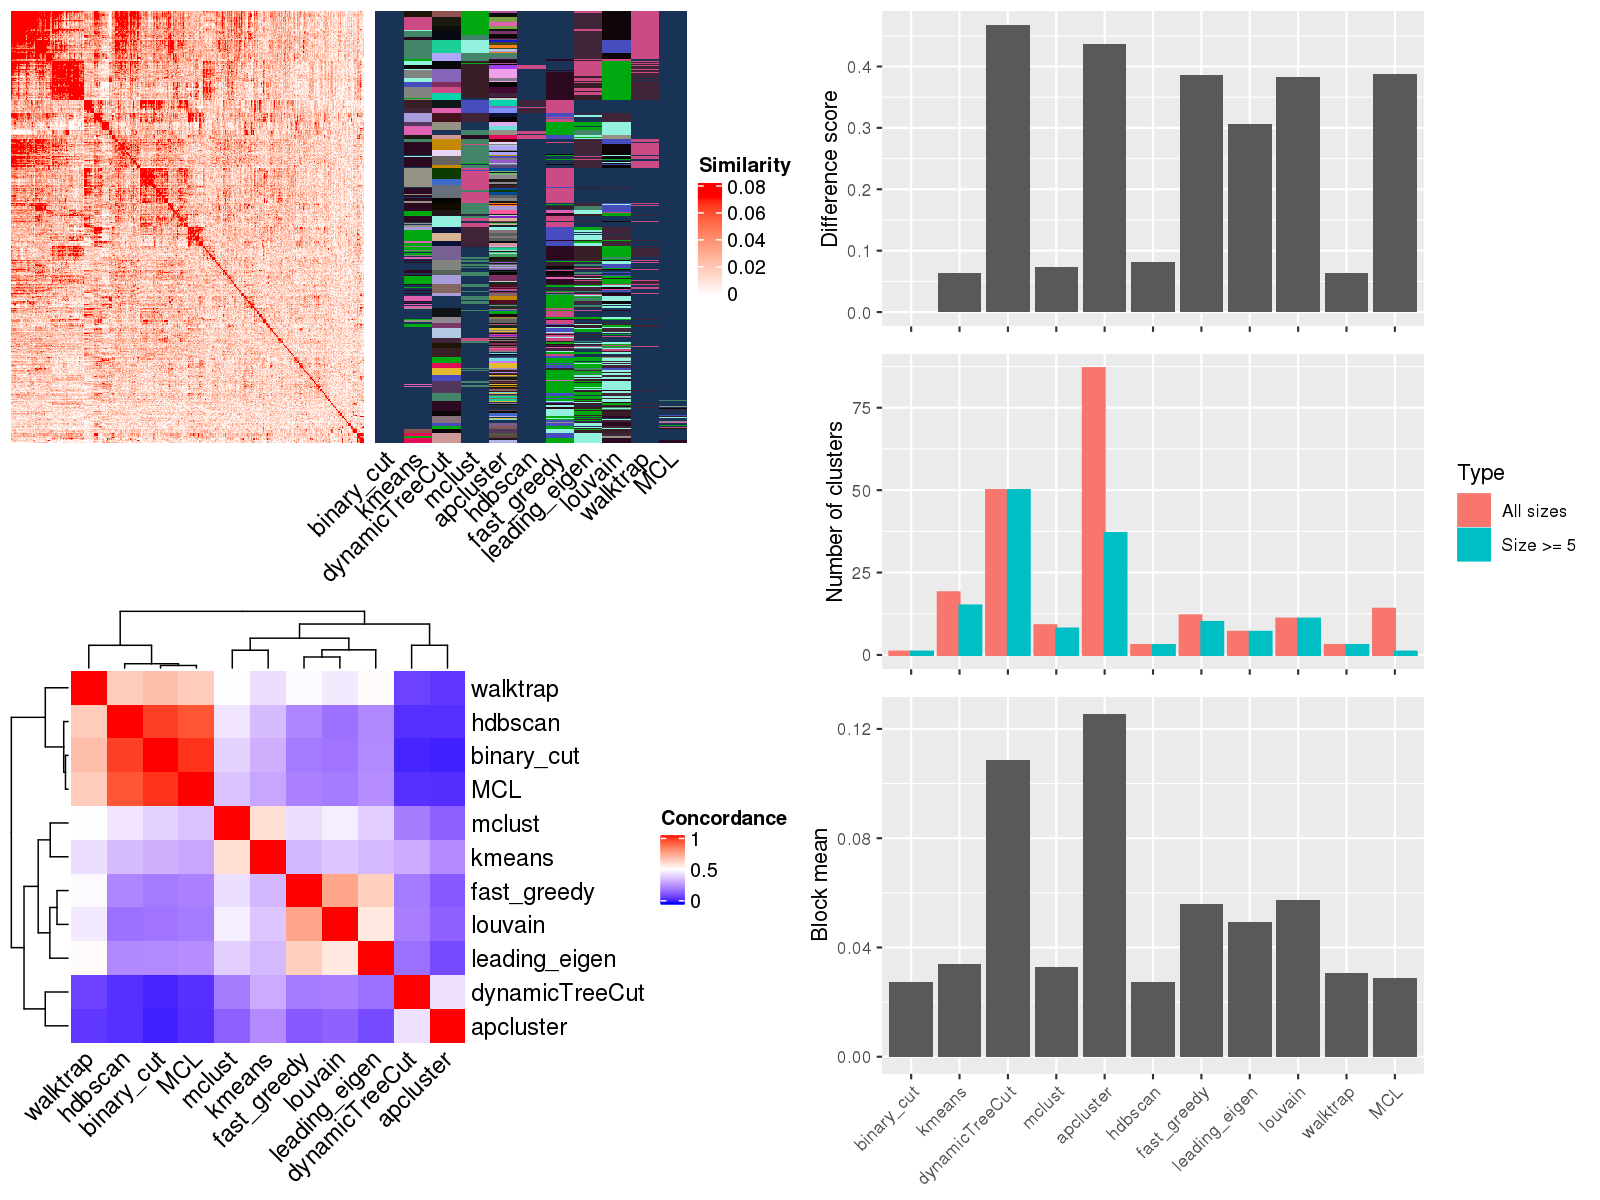 Similarity
0.08
0.06
0.04
0.02
0
binary_cut
kmeans
dynamicTreeCut
mclust
apcluster
hdbscan
fast_greedy
leading_eigen
louvain
walktrap
MCL
walktrap
hdbscan
binary_cut
MCL
mclust
kmeans
fast_greedy
louvain
leading_eigen
dynamicTreeCut
apcluster
Concordance
1
0.5
0
walktrap
hdbscan
binary_cut
MCL
mclust
kmeans
fast_greedy
louvain
leading_eigen
dynamicTreeCut
apcluster
Difference score
0.4
0.3
0.2
0.1
0.0
Number of clusters
75
50
25
0
Type
All sizes
Size >= 5
Block mean
0.12
0.08
0.04
0.00
binary_cut
kmeans
dynamicTreeCut
mclust
apcluster
hdbscan
fast_greedy
leading_eigen
louvain
walktrap
MCL